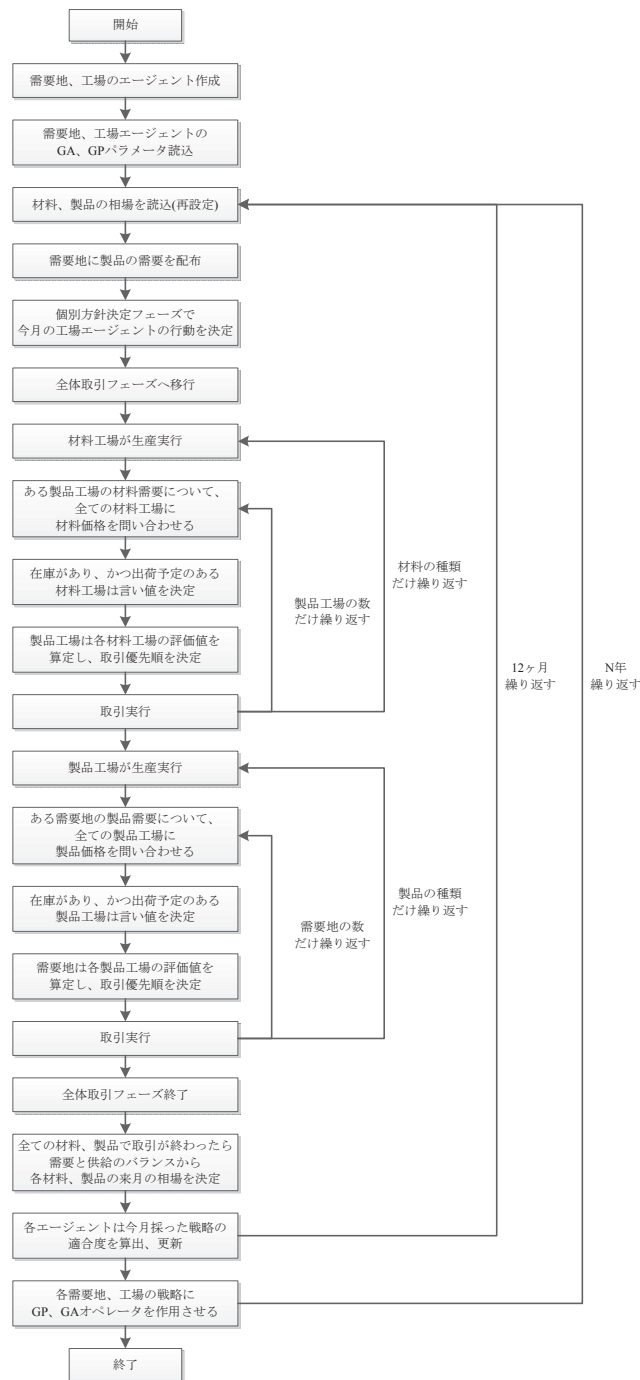 開始
需要地、工場のエージェント作成
需要地、工場エージェントの
GA、GPパラメータ読込
材料、製品の相場を読込(再設定)
需要地に製品の需要を配布
個別方針決定フェーズで
今月の工場エージェントの行動を決定
全体取引フェーズへ移行
材料工場が生産実行
ある製品工場の材料需要について、
全ての材料工場に
材料価格を問い合わせる
在庫があり、かつ出荷予定のある
材料工場は言い値を決定
製品工場は各材料工場の評価値を
算定し、取引優先順を決定
取引実行
製品工場の数
だけ繰り返す
材料の種類
だけ繰り返す
製品工場が生産実行
ある需要地の製品需要について、
全ての製品工場に
製品価格を問い合わせる
在庫があり、かつ出荷予定のある
製品工場は言い値を決定
需要地は各製品工場の評価値を
算定し、取引優先順を決定
取引実行
需要地の数
だけ繰り返す
製品の種類
だけ繰り返す
全体取引フェーズ終了
全ての材料、製品で取引が終わったら
需要と供給のバランスから
各材料、製品の来月の相場を決定
各エージェントは今月採った戦略の
適合度を算出、更新
12ヶ月
繰り返す
各需要地、工場の戦略に
GP、GAオペレータを作用させる
N年
繰り返す
終了